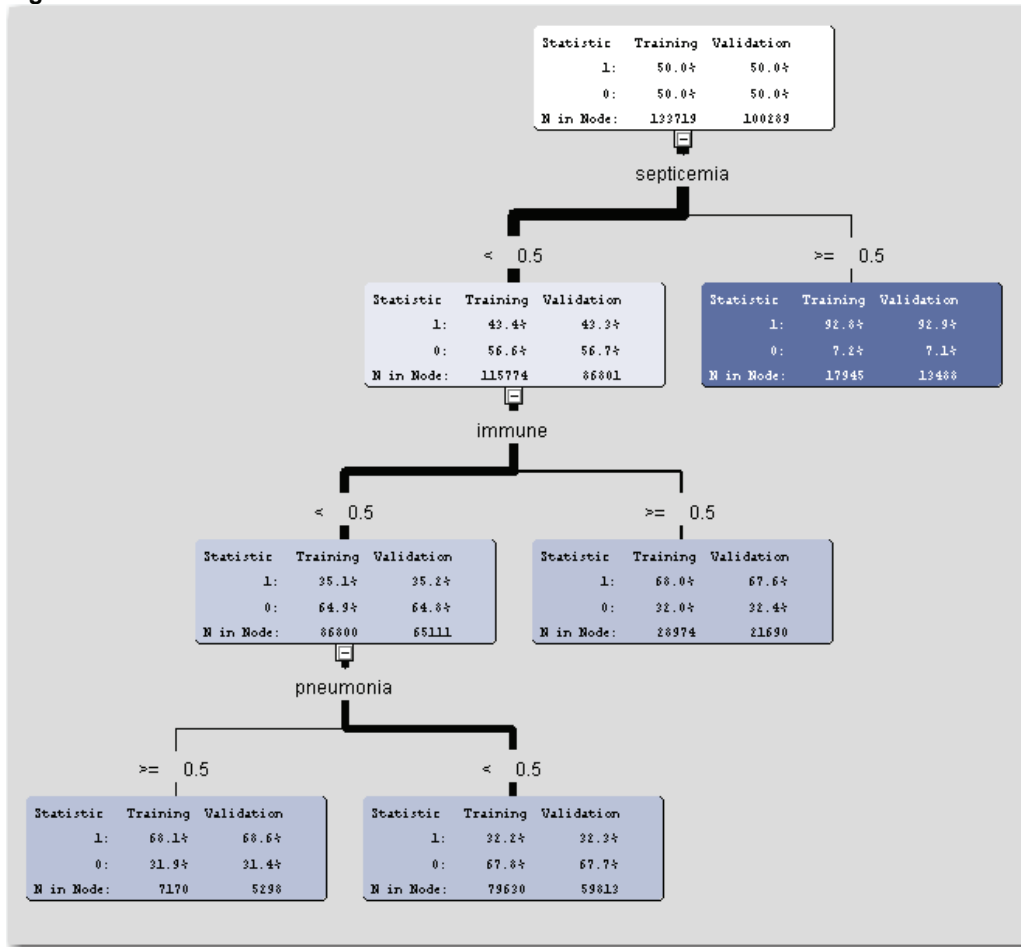 Statistic Training Validation
1: 50.0% 50.0%
0: 50.0% 50.0%
N in Node: 133719 100289
septicemia
< 0.5
>= 0.5
Statistic Training Validation
1: 43.4% 43.3%
0: 56.6% 56.7%
N in Node: 115774 86801
Statistic Training Validation
1: 92.8% 92.9%
0: 7.2% 7.1%
N in Node: 17945 13488
immune
< 0.5
>= 0.5
Statistic Training Validation
1: 35.1% 35.2%
0: 64.9% 64.8%
N in Node: 86800 65111
Statistic Training Validation
1: 68.0% 67.6%
0: 32.0% 32.4%
N in Node: 28974 21690
pneumonia
>= 0.5
< 0.5
Statistic Training Validation
1: 68.1% 68.6%
0: 31.9% 31.4%
N in Node: 7170 5298
Statistic Training Validation
1: 32.2% 32.3%
0: 67.8% 67.7%
N in Node: 79630 59813